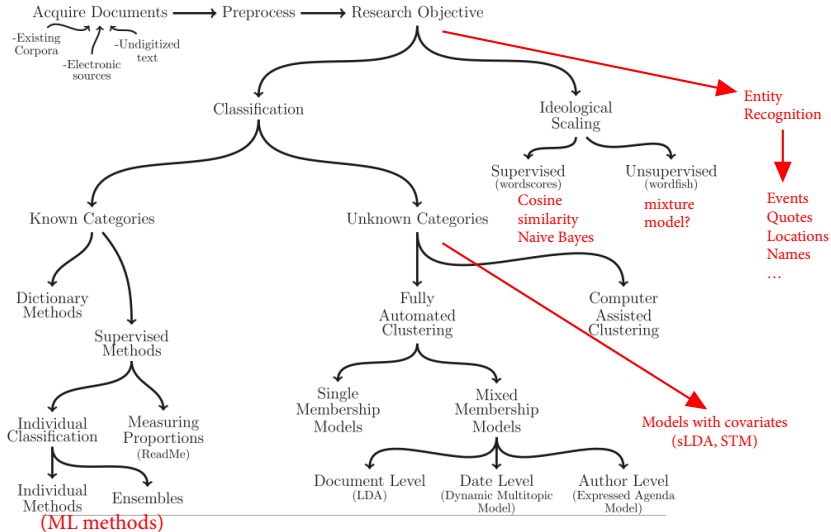 Acquire Documents
Preprocess
Research Objective
-Existing
Corpora
-Undigitized
text
-Electronic
sources
Entity
Recognition
Classification
Ideological
Scaling
Supervised
(wordscores)
Unsupervised
(wordfish)
Cosine
similarity
Naive Bayes
mixture
model?
Events
Quotes
Locations
Names
…
Known Categories
Unknown Categories
Dictionary
Methods
Supervised
Methods
Fully
Automated
Clustering
Computer
Assisted
Clustering
Individual
Classification
Measuring
Proportions
(ReadMe)
Single
Membership
Models
Mixed
Membership
Models
Models with covariates
(sLDA, STM)
Individual
Methods
Ensembles
Document Level
(LDA)
Date Level
(Dynamic Multitopic
Model)
Author Level
(Expressed Agenda
Model)
(ML methods)